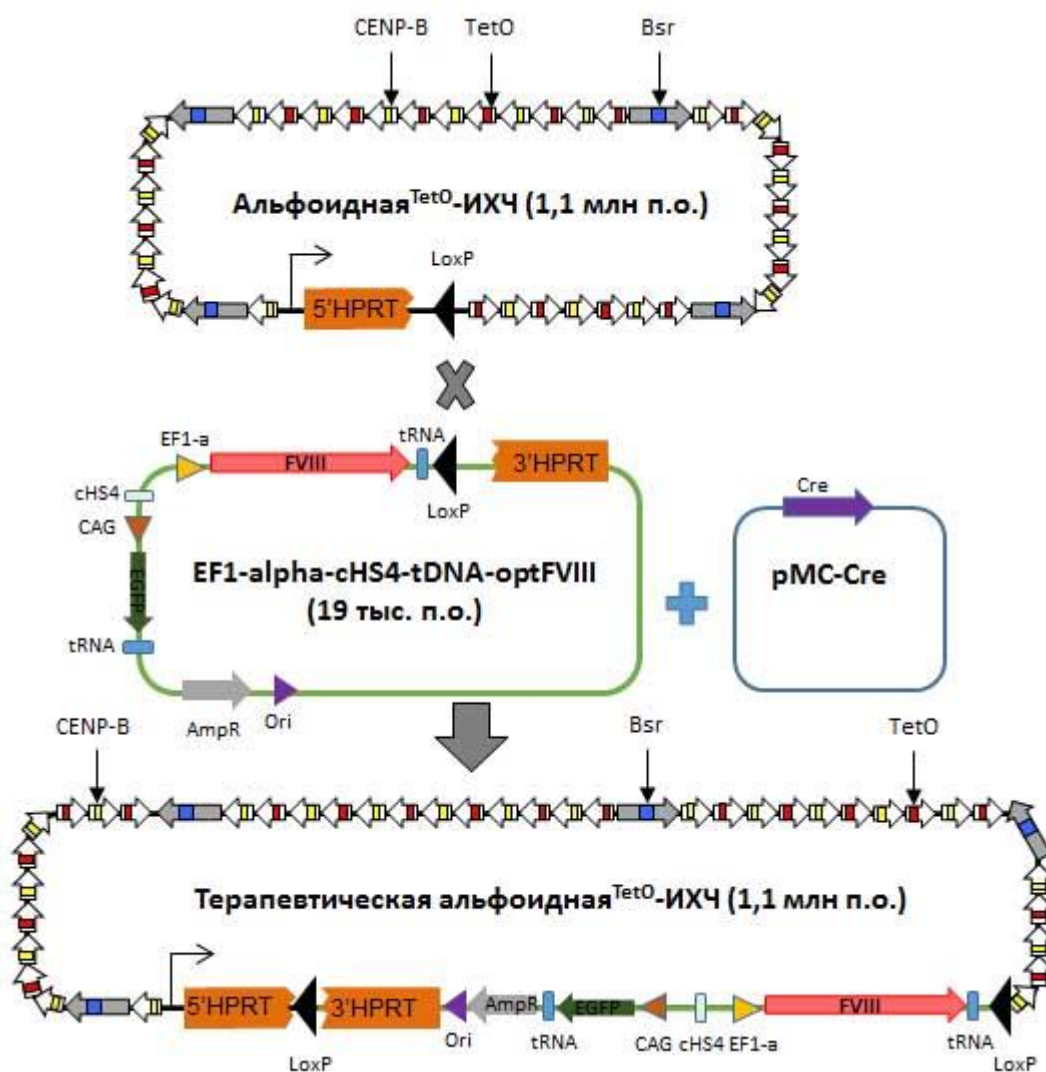 CENP-B TetO Bsr
Альфоидная^TetO-ИХЧ (1,1 млн п.о.)
LoxP
5'HPRT
EF1-a tRNA
FVIII 3'HPRT
cHS4
LoxP
CAG
Cre
EGFP
EF1-alpha-cHS4-tDNA-optFVIII
(19 тыс. п.о.)
pMC-Cre
tRNA
AmpR Ori
CENP-B Bsr TetO
Терапевтическая альфоидная^TetO-ИХЧ (1,1 млн п.о.)
5'HPRT 3'HPRT AmpR EGFP FVIII
LoxP Ori tRNA CAG cHS4 EF1-a tRNA LoxP